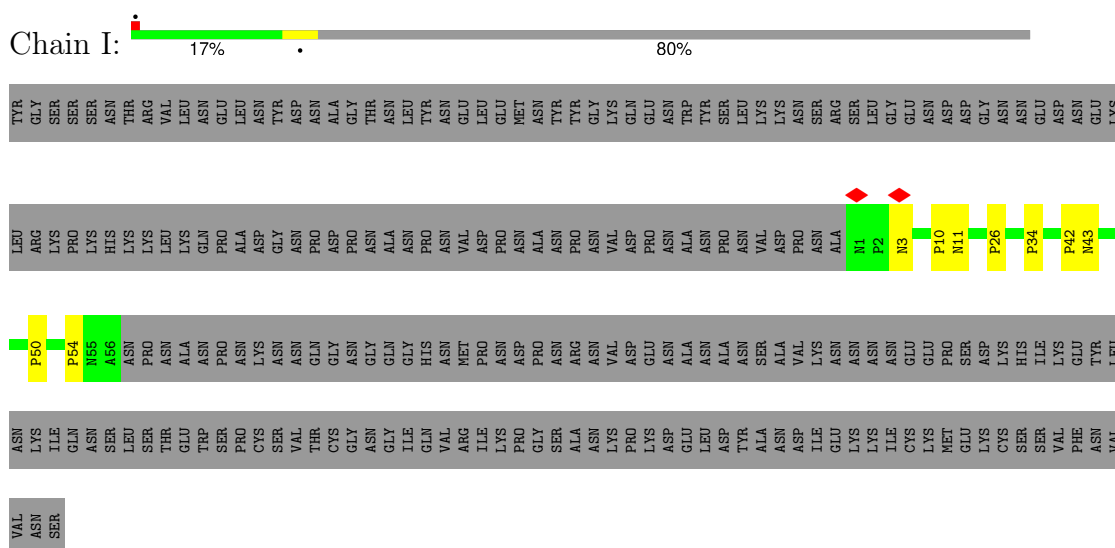 Chain I:
17%
80%
TYR GLY SER SER SER ASN THR ARG VAL LEU ASN GLU LEU ASN TYR ASP ASN ALA GLY THR ASN LEU TYR ASN GLU LEU GLU MET ASN TYR TYR GLY LYS GLN GLU ASN TRP TYR SER LEU LYS LYS ASN SER ARG SER LEU GLY GLU ASN ASP ASP GLY ASN ASN GLU ASP ASN GLU LYS
LEU ARG LYS PRO LYS HIS LYS LYS LEU LYS GLN PRO ALA ASP GLY ASN PRO ASP PRO ASN ALA ASN PRO ASN VAL ASP PRO ASN ALA ASN PRO ASN VAL ASP PRO ASN ALA ASN PRO ASN VAL ASP PRO ASN ALA N1 P2 N3 P10 N11 P26 P34 P42 N43
P50 P54 N55 A56 ASN PRO ASN ALA ASN PRO ASN LYS ASN ASN GLN GLY ASN GLY GLN GLY HIS ASN MET PRO ASN ASP PRO ASN ARG ASN VAL ASP GLU ASN ALA ASN ALA ASN SER ALA VAL LYS ASN ASN ASN ASN GLU GLU PRO SER ASP LYS HIS ILE LYS GLU TYR LEU
ASN LYS ILE GLN ASN SER LEU SER THR GLU TRP SER PRO CYS SER VAL THR CYS GLY ASN GLY ILE GLN VAL ARG ILE LYS PRO GLY SER ALA ASN LYS PRO LYS ASP GLU LEU ASP TYR ALA ASN ASP ILE GLU LYS LYS ILE CYS LYS MET GLU LYS CYS SER SER VAL PHE ASN VAL
VAL ASN SER